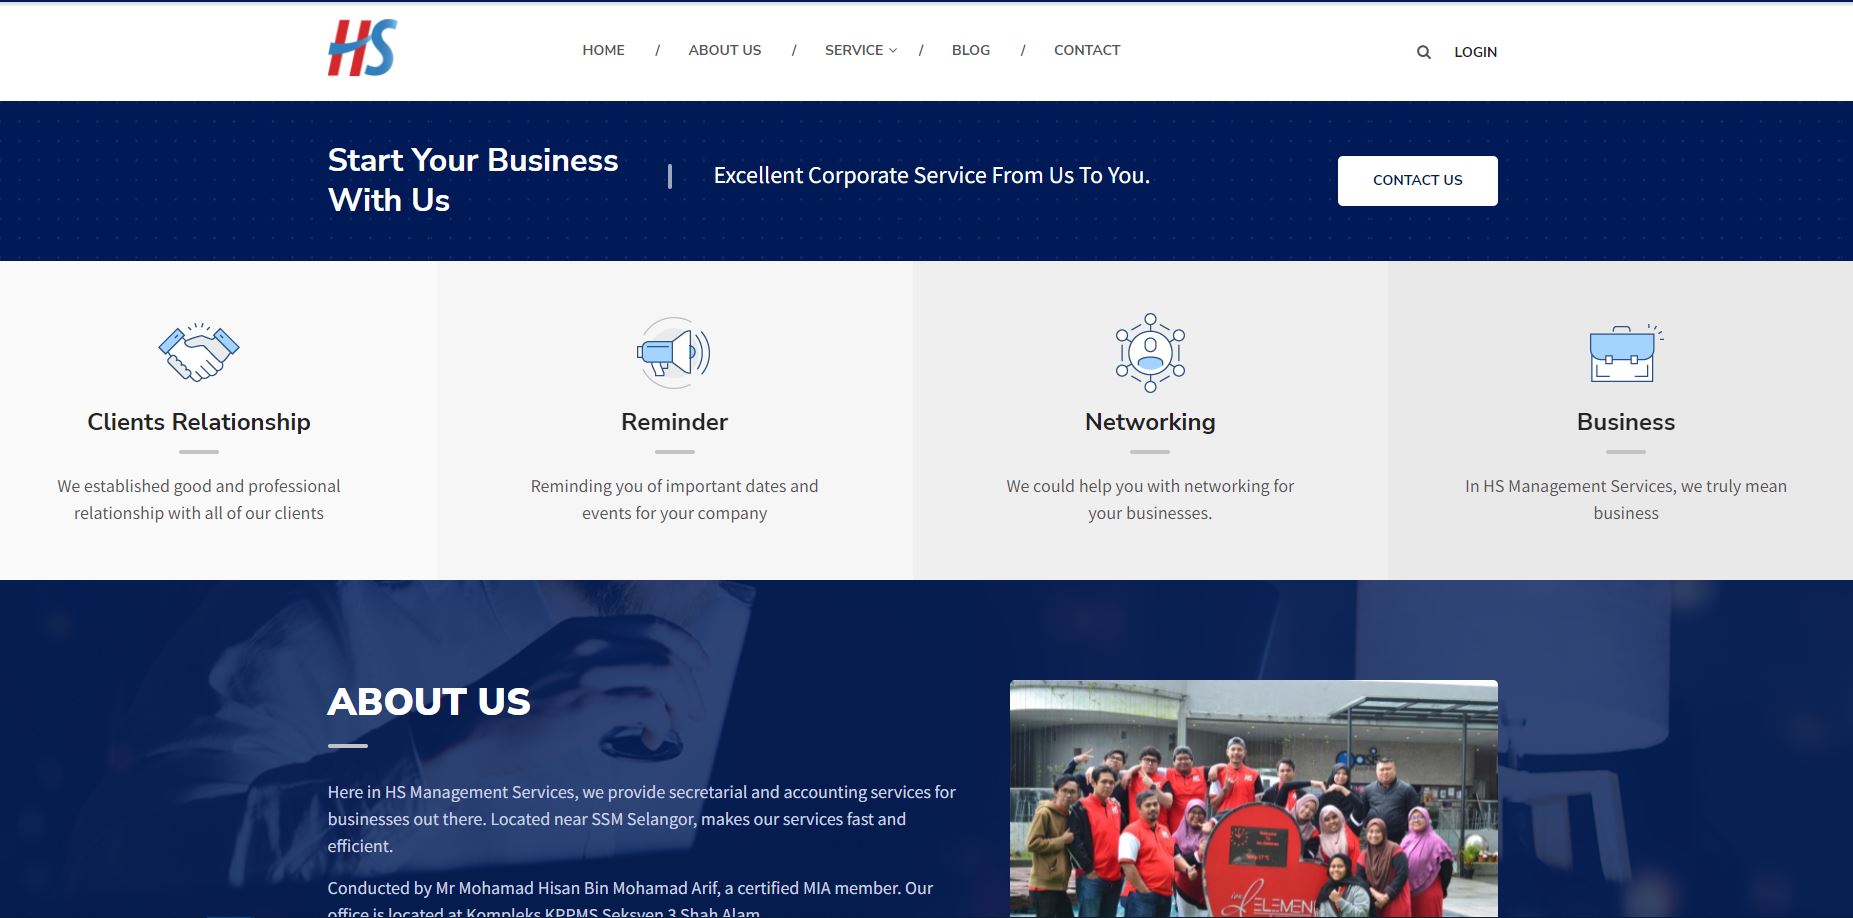 HS
HOME / ABOUT US / SERVICE / BLOG / CONTACT
LOGIN
Start Your Business
With Us
Excellent Corporate Service From Us To You.
CONTACT US
Clients Relationship
We established good and professional
relationship with all of our clients
Reminder
Reminding you of important dates and
events for your company
Networking
We could help you with networking for
your businesses.
Business
In HS Management Services, we truly mean
business
ABOUT US
Here in HS Management Services, we provide secretarial and accounting services for
businesses out there. Located near SSM Selangor, makes our services fast and
efficient.
Conducted by Mr Mohamad Hisan Bin Mohamad Arif, a certified MIA member. Our
office is located at Kompleks KPPMS Seksyen 3 Shah Alam
ELEMEN